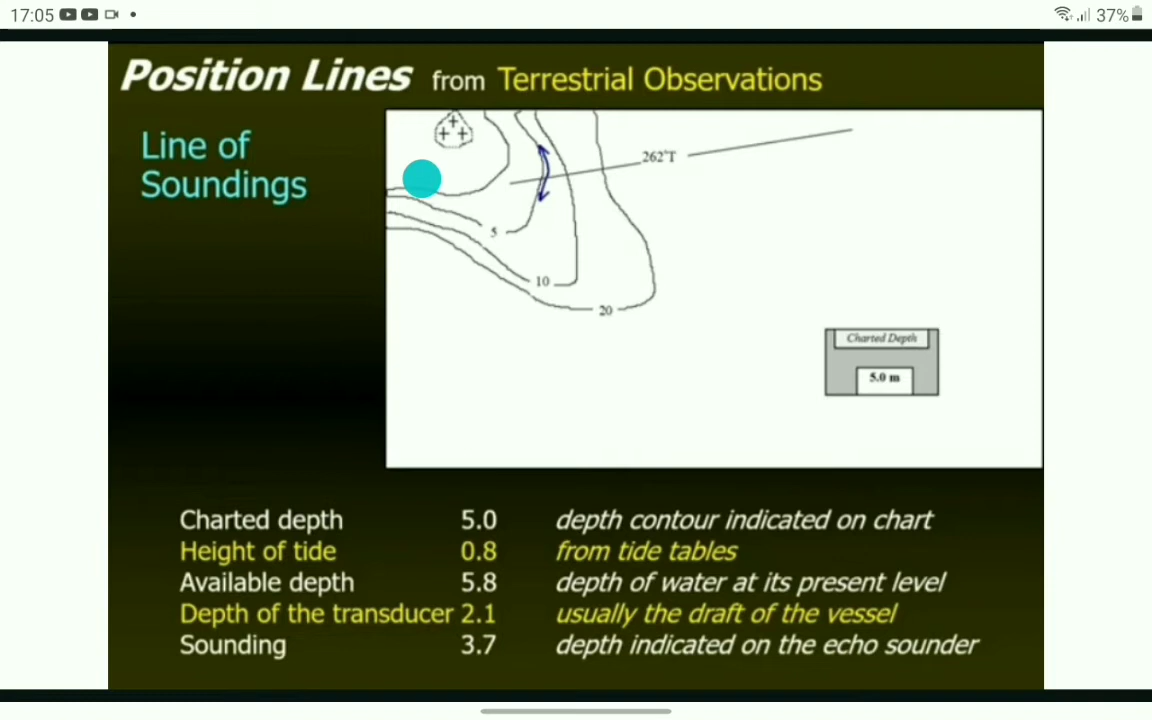 17:05
37%
Position Lines from Terrestrial Observations
Line of
Soundings
262°T
5
10
20
Charted Depth
5.0 m
Charted depth 5.0 depth contour indicated on chart
Height of tide 0.8 from tide tables
Available depth 5.8 depth of water at its present level
Depth of the transducer 2.1 usually the draft of the vessel
Sounding 3.7 depth indicated on the echo sounder